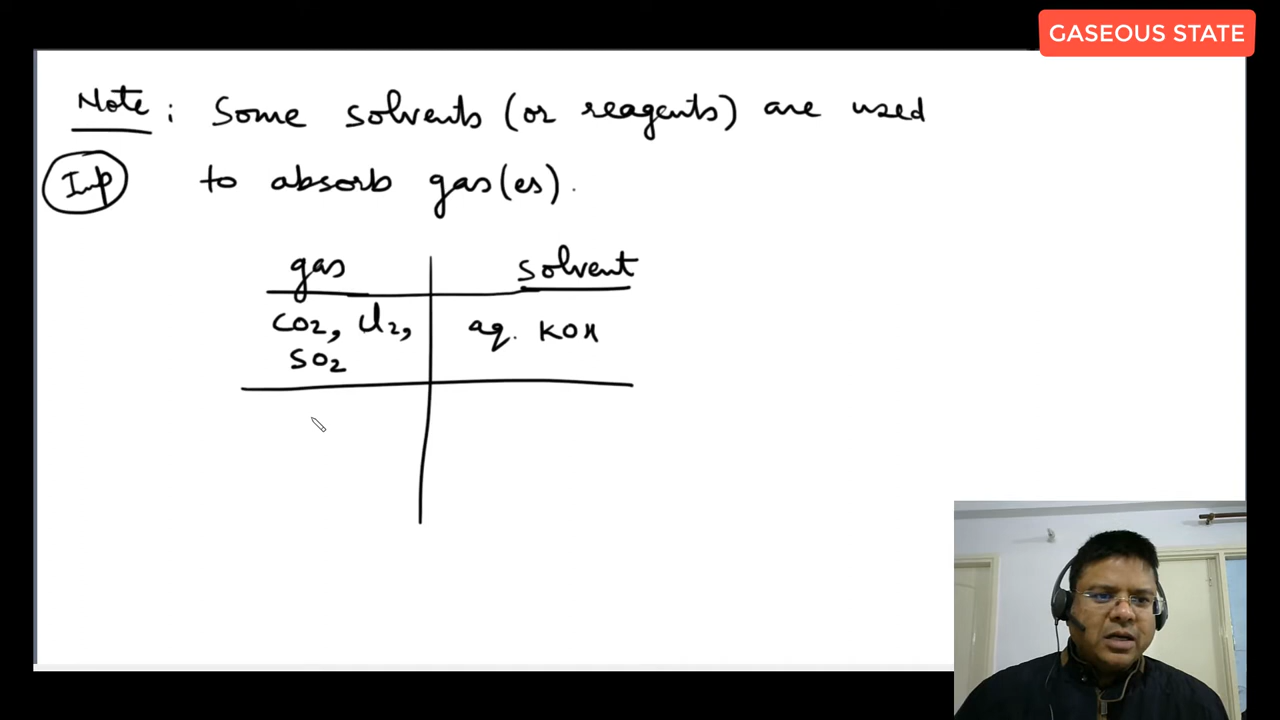 GASEOUS STATE
Note : Some solvents (or reagents) are used
Imp to absorb gas(es).
gas solvent
CO2, Cl2, aq. KOH
SO2